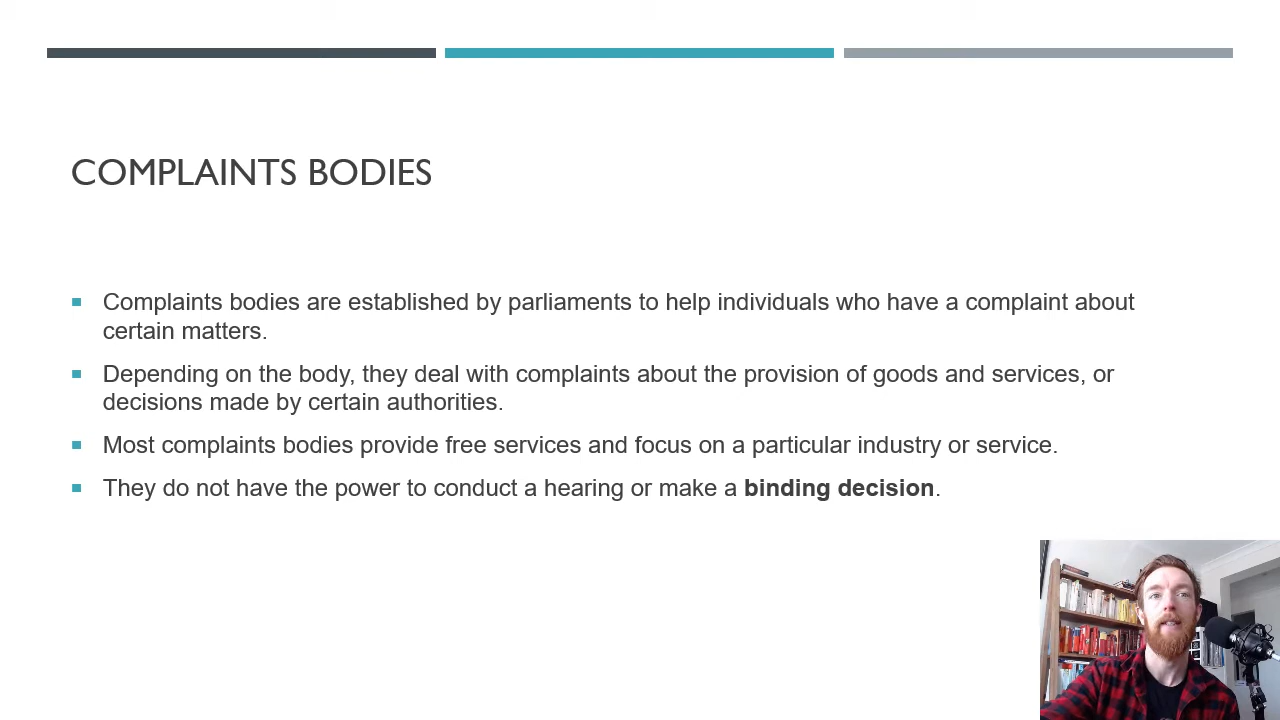 COMPLAINTS BODIES
Complaints bodies are established by parliaments to help individuals who have a complaint about
certain matters.
Depending on the body, they deal with complaints about the provision of goods and services, or
decisions made by certain authorities.
Most complaints bodies provide free services and focus on a particular industry or service.
They do not have the power to conduct a hearing or make a binding decision.